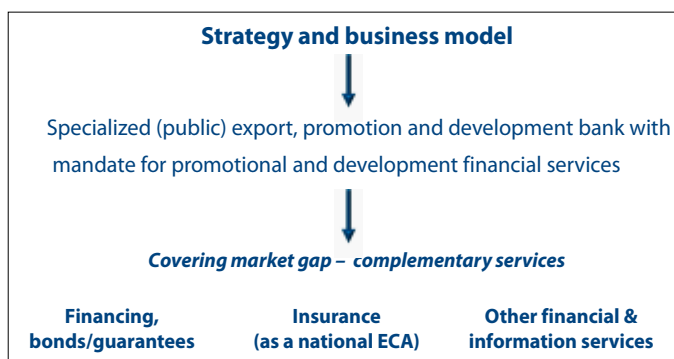 Strategy and business model
Specialized (public) export, promotion and development bank with
mandate for promotional and development financial services
Covering market gap – complementary services
Financing, Insurance Other financial &
bonds/guarantees (as a national ECA) information services